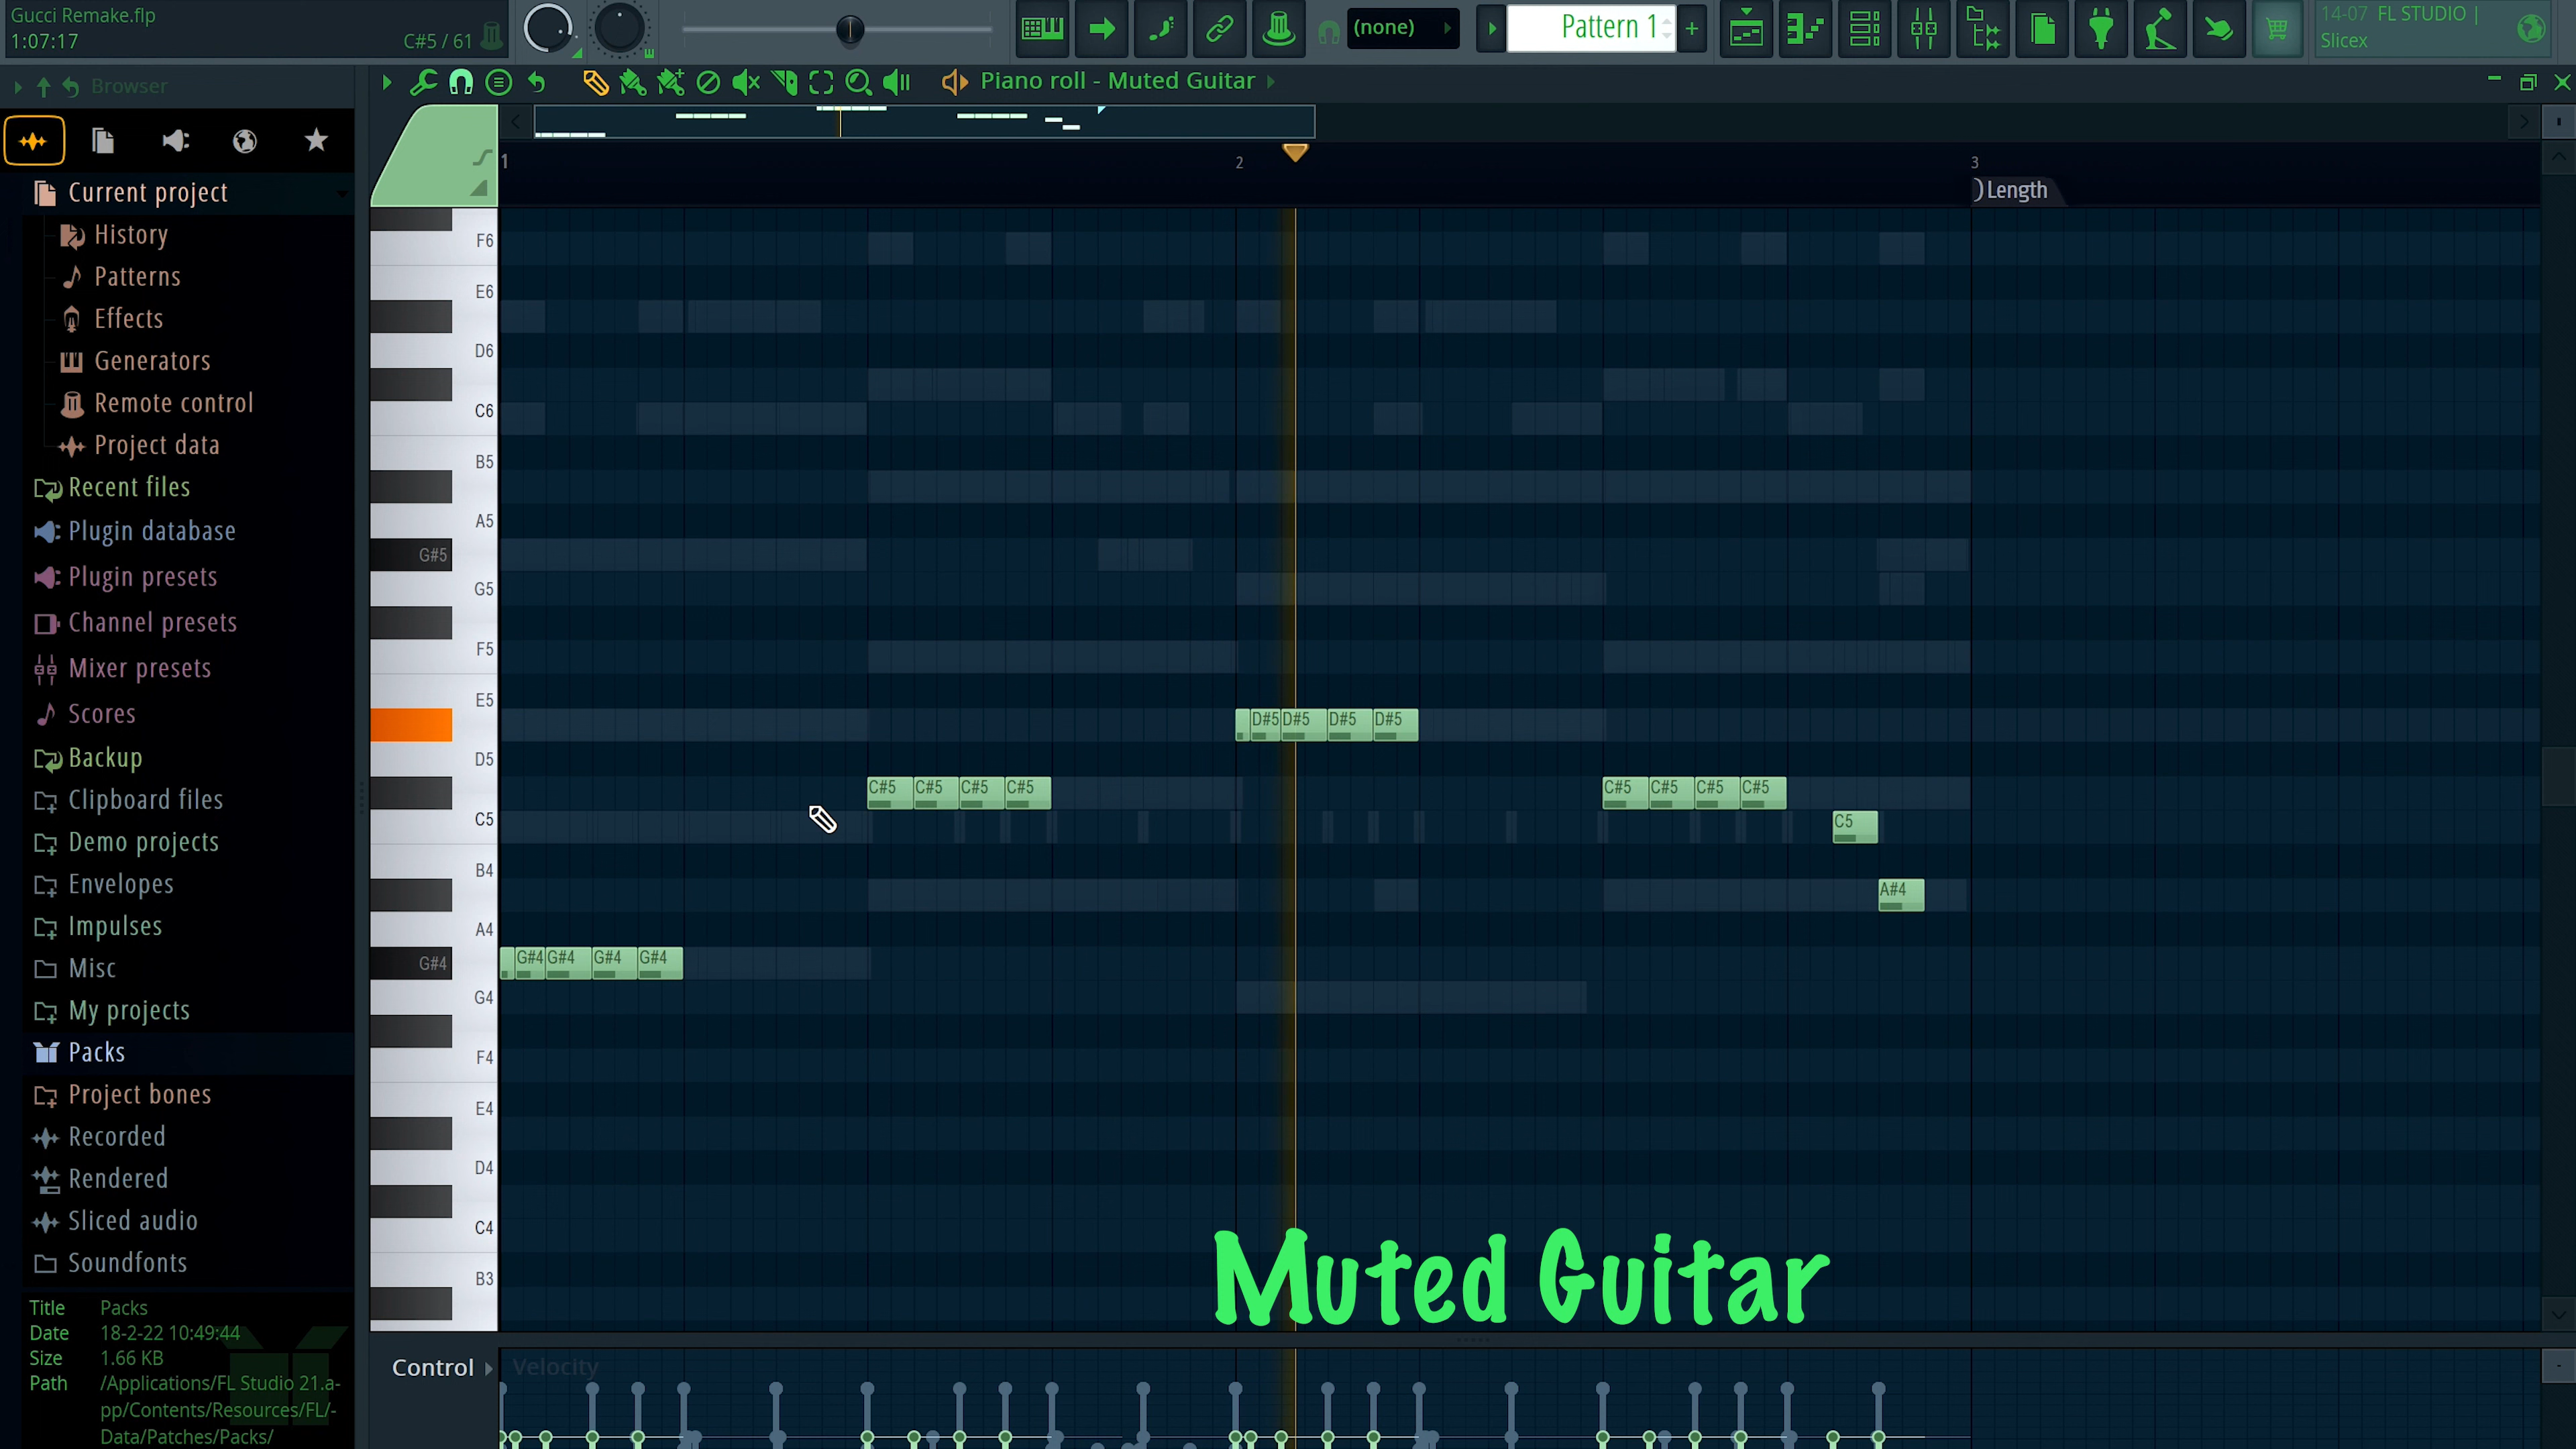 Gucci Remake.flp
1:07:17
C#5 / 61
(none)
Pattern 1
14-07 FL STUDIO |
Slicex
Browser
Piano roll - Muted Guitar
Current project
History
Patterns
Effects
Generators
Remote control
Project data
Recent files
Plugin database
Plugin presets
Channel presets
Mixer presets
Scores
Backup
Clipboard files
Demo projects
Envelopes
Impulses
Misc
My projects
Packs
Project bones
Recorded
Rendered
Sliced audio
Soundfonts
Title Packs
Date 18-2-22 10:49:44
Size 1.66 KB
Path /Applications/FL Studio 21.a-
pp/Contents/Resources/FL/-
Data/Patches/Packs/
1 2 3
Length
F6
E6
D6
C6
B5
A5
G#5
G5
F5
E5
D#5 D#5 D#5 D#5
D5
C#5 C#5 C#5 C#5 C#5 C#5 C#5 C#5
C5 C5
B4
A#4
A4
G#4 G#4 G#4 G#4 G#4
G4
F4
E4
D4
C4
B3
Muted Guitar
Control Velocity